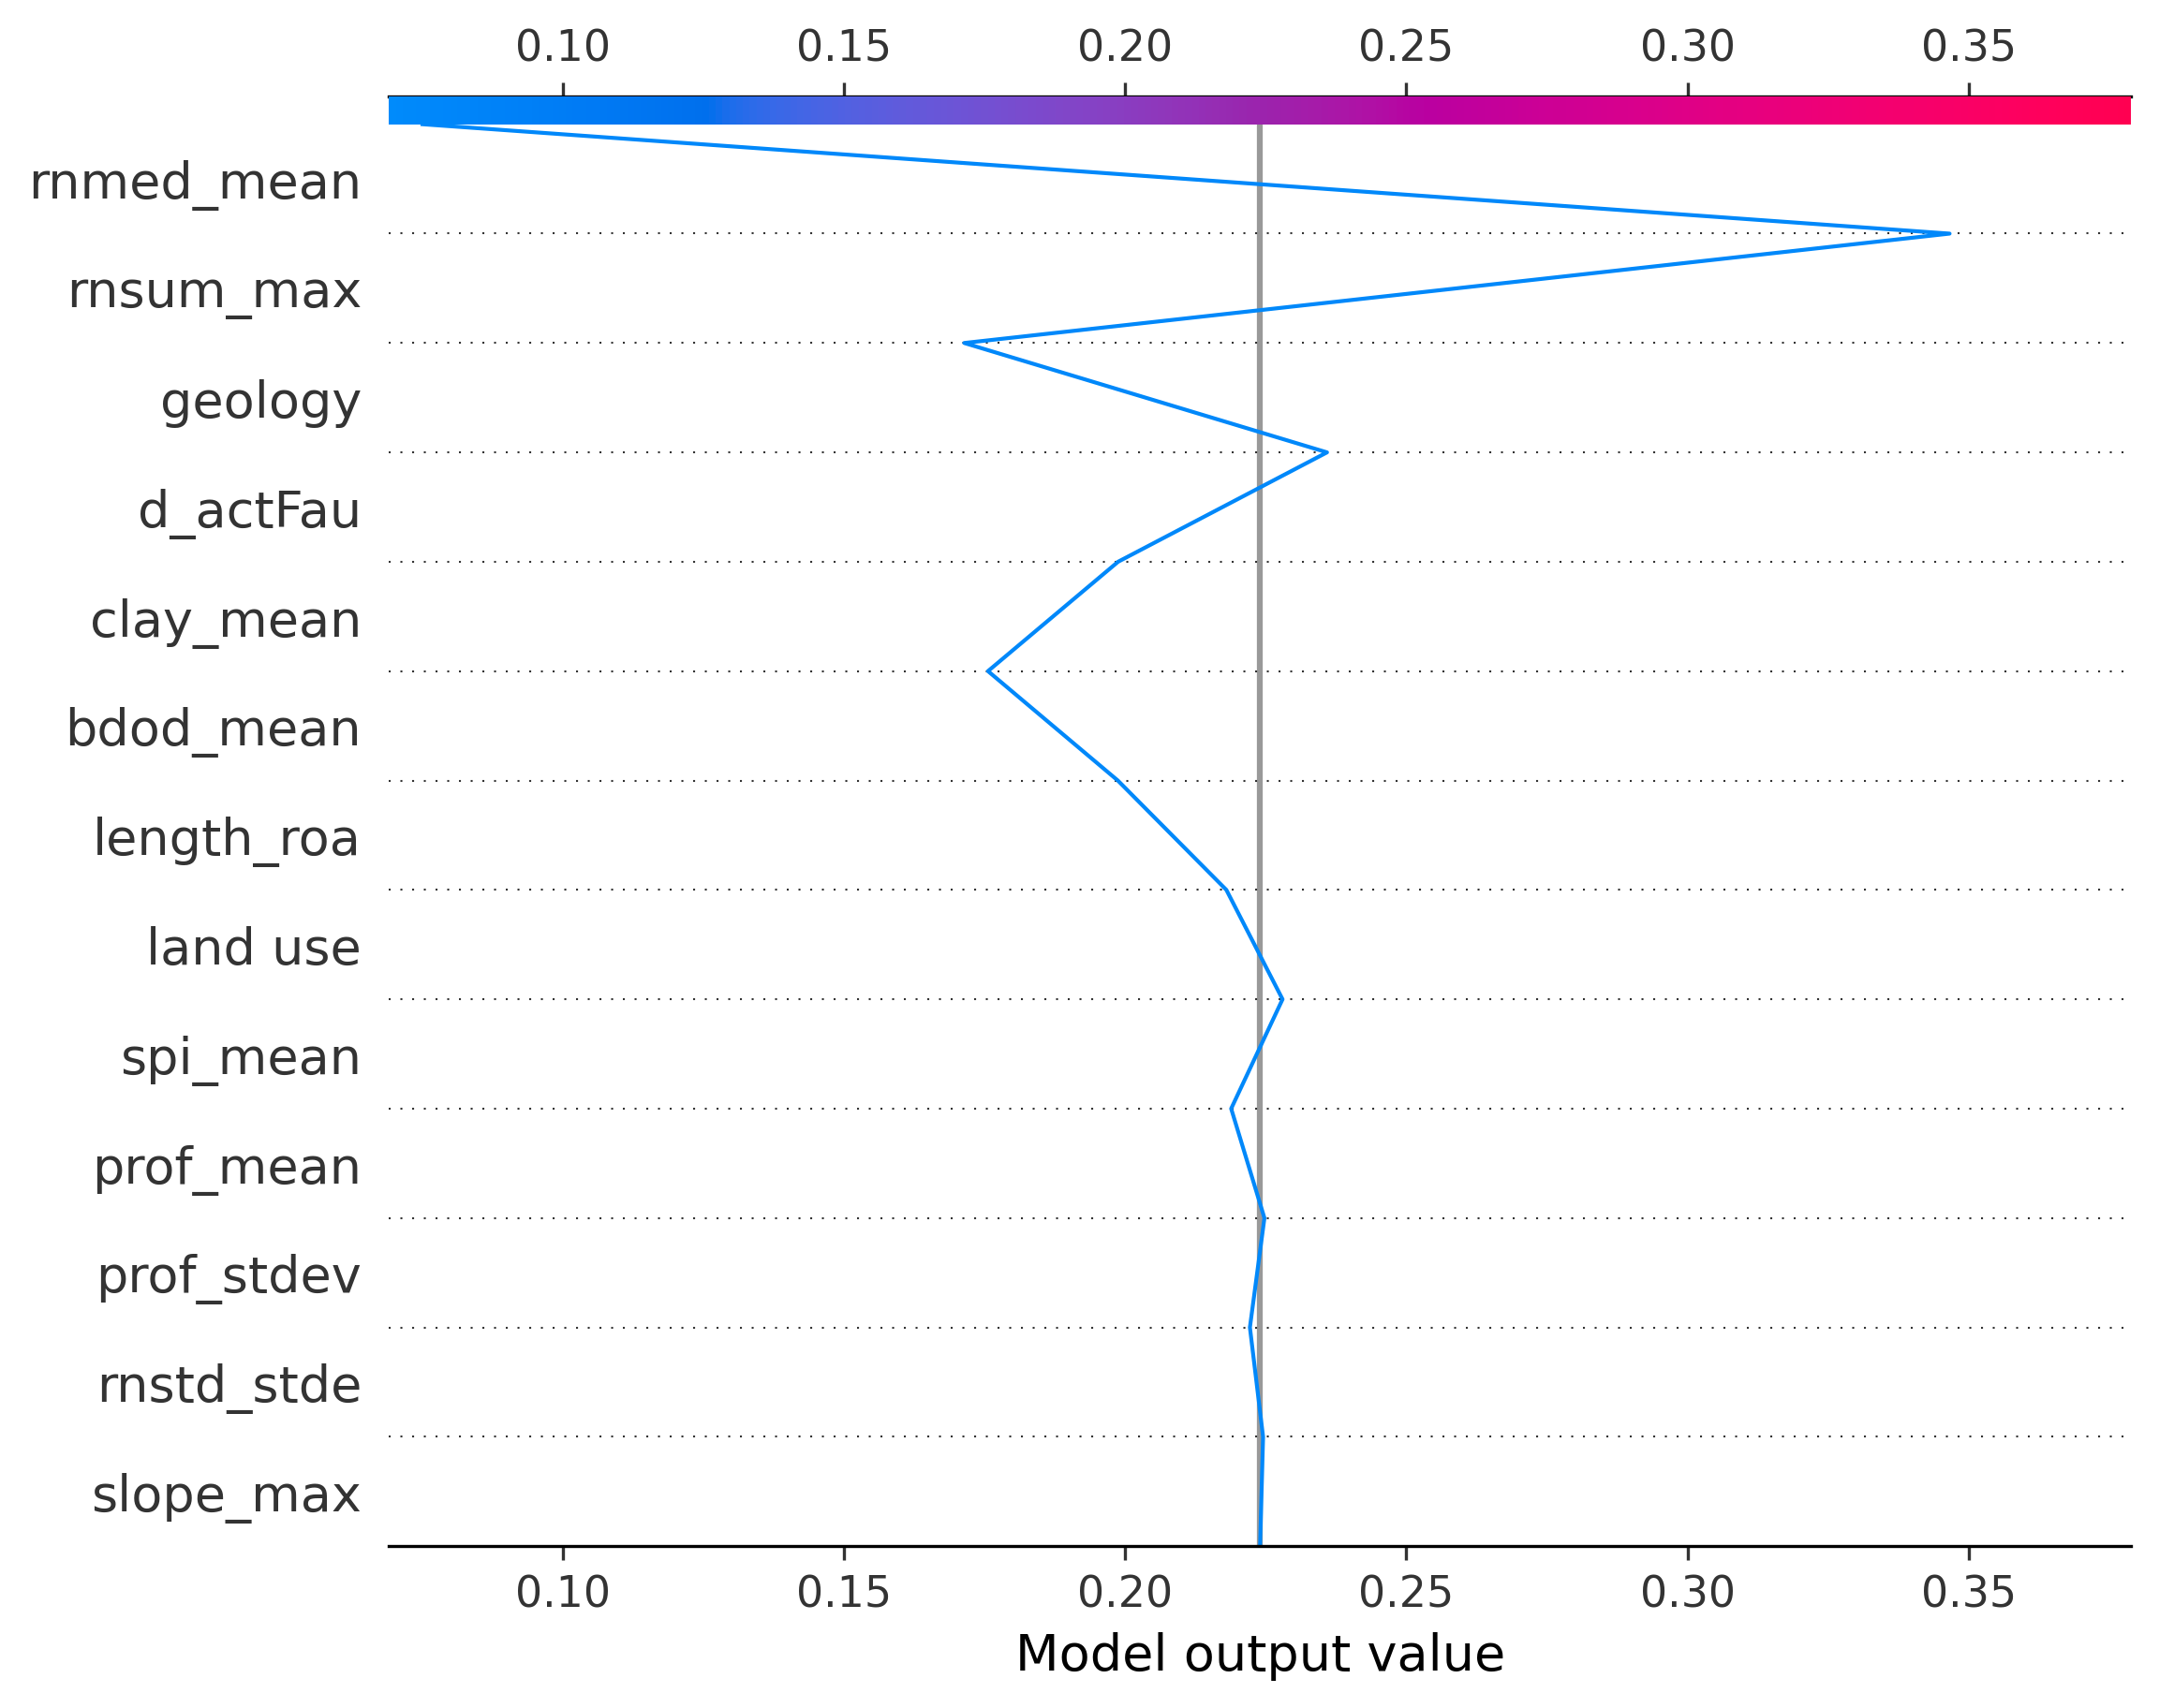 0.10 0.15 0.20 0.25 0.30 0.35
rnmed_mean
rnsum_max
geology
d_actFau
clay_mean
bdod_mean
length_roa
land use
spi_mean
prof_mean
prof_stdev
rnstd_stde
slope_max
0.10 0.15 0.20 0.25 0.30 0.35
Model output value